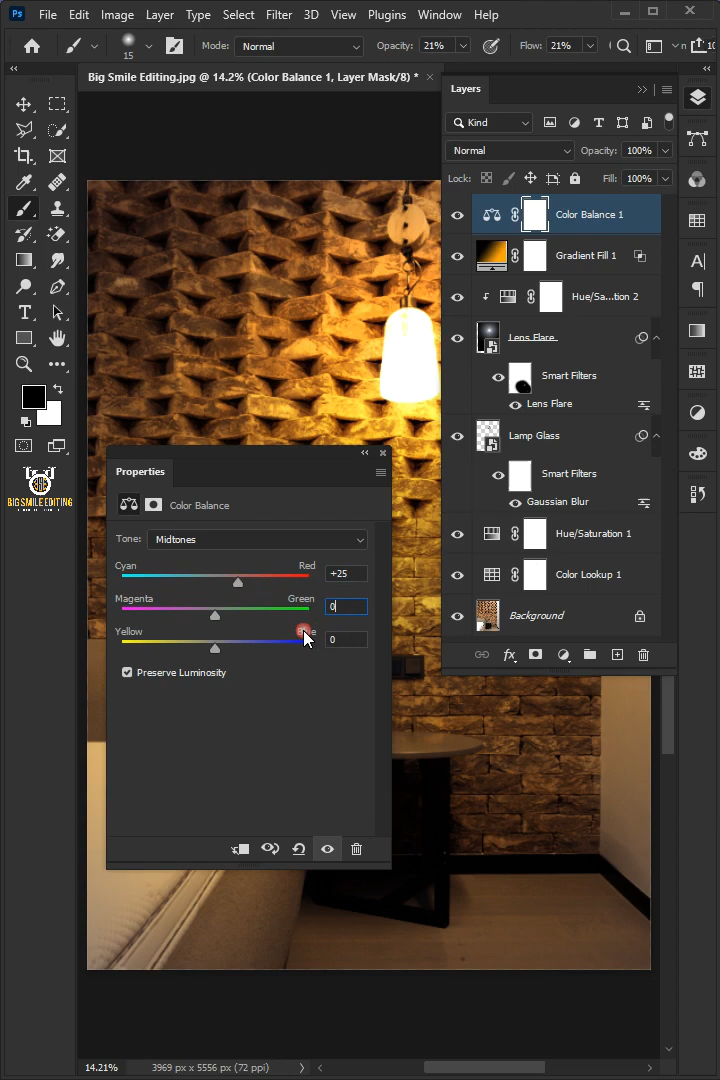 Ps File Edit Image Layer Type Select Filter 3D View Plugins Window Help
15 Mode: Normal Opacity: 21% Flow: 21%
Big Smile Editing.jpg @ 14.2% (Color Balance 1, Layer Mask/8) *
Layers
Kind
Normal Opacity: 100%
Lock: Fill: 100%
Color Balance 1
Gradient Fill 1
Hue/Sa...tion 2
Lens Flare
Smart Filters
Lens Flare
Lamp Glass
Smart Filters
Gaussian Blur
Hue/Saturation 1
Color Lookup 1
Background
fx
BIG SMILE EDITING
Properties
Color Balance
Tone: Midtones
Cyan Red +25
Magenta Green 0
Yellow 0
Preserve Luminosity
14.21% 3969 px x 5556 px (72 ppi)